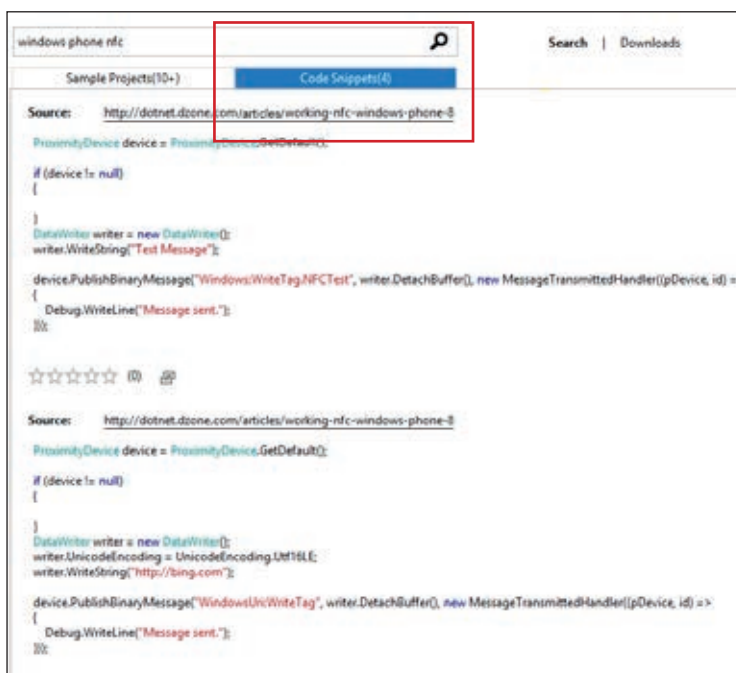 windows phone nfc
Search | Downloads
Sample Projects(10+)
Code Snippets(4)
Source: http://dotnet.dzone.com/articles/working-nfc-windows-phone-8
ProximityDevice device = ProximityDevice.GetDefault();
if (device != null)
{
}
DataWriter writer = new DataWriter();
writer.WriteString("Test Message");
device.PublishBinaryMessage("Windows:WriteTag.NFCTest", writer.DetachBuffer(), new MessageTransmittedHandler((pDevice, id) =
{
Debug.WriteLine("Message sent.");
}));
(0)
Source: http://dotnet.dzone.com/articles/working-nfc-windows-phone-8
ProximityDevice device = ProximityDevice.GetDefault();
if (device != null)
{
}
DataWriter writer = new DataWriter();
writer.UnicodeEncoding = UnicodeEncoding.Utf16LE;
writer.WriteString("http://bing.com");
device.PublishBinaryMessage("WindowsUri:WriteTag", writer.DetachBuffer(), new MessageTransmittedHandler((pDevice, id) =>
{
Debug.WriteLine("Message sent.");
}));